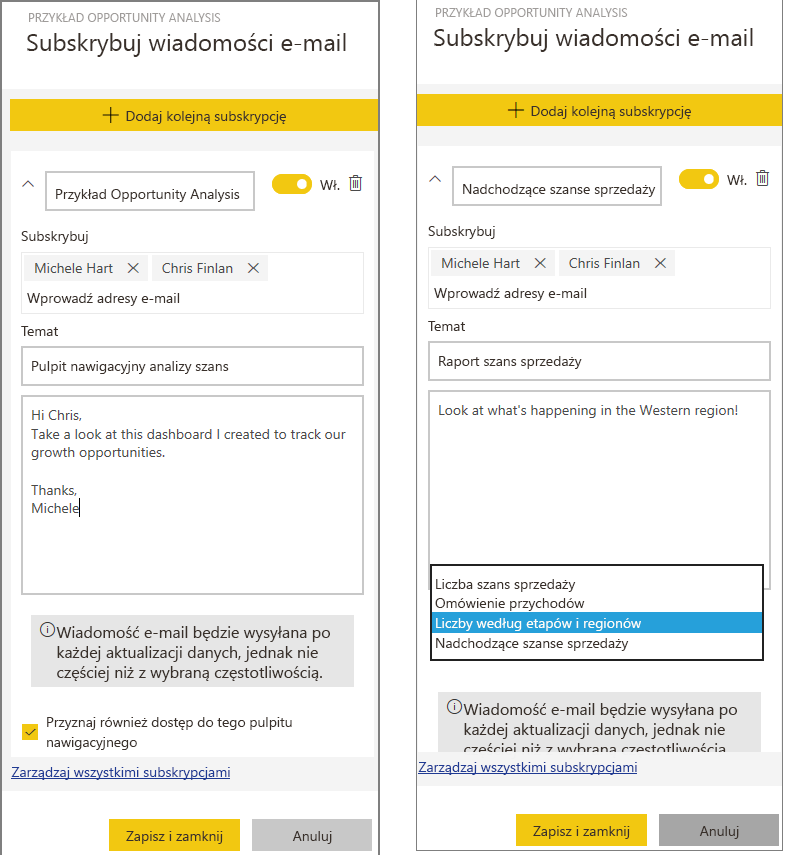 PRZYKŁAD OPPORTUNITY ANALYSIS
Subskrybuj wiadomości e-mail
Dodaj kolejną subskrypcję
Przykład Opportunity Analysis
Wł.
Subskrybuj
Michele Hart
Chris Finlan
Wprowadź adresy e-mail
Temat
Pulpit nawigacyjny analizy szans
Hi Chris,
Take a look at this dashboard I created to track our
growth opportunities.
Thanks,
Michele
Wiadomość e-mail będzie wysyłana po
każdej aktualizacji danych, jednak nie
częściej niż z wybraną częstotliwością.
Przyznaj również dostęp do tego pulpitu
nawigacyjnego
Zarządzaj wszystkimi subskrypcjami
Zapisz i zamknij
Anuluj
PRZYKŁAD OPPORTUNITY ANALYSIS
Subskrybuj wiadomości e-mail
Dodaj kolejną subskrypcję
Nadchodzące szanse sprzedaży
Wł.
Subskrybuj
Michele Hart
Chris Finlan
Wprowadź adresy e-mail
Temat
Raport szans sprzedaży
Look at what's happening in the Western region!
Liczba szans sprzedaży
Omówienie przychodów
Liczby według etapów i regionów
Nadchodzące szanse sprzedaży
Wiadomość e-mail będzie wysyłana po
każdej aktualizacji danych, jednak nie
częściej niż z wybraną częstotliwością.
Zarządzaj wszystkimi subskrypcjami
Zapisz i zamknij
Anuluj